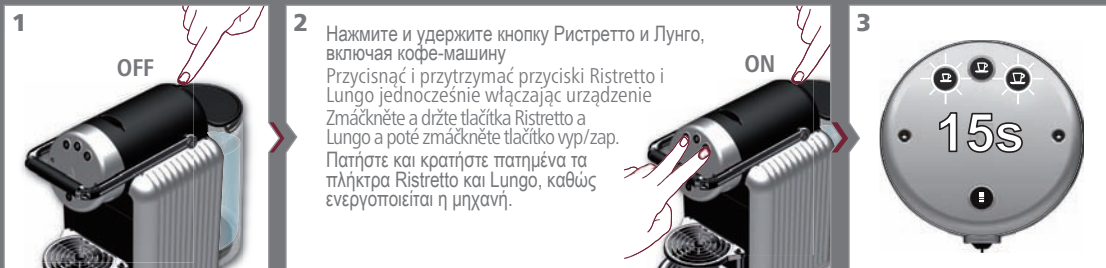 1
OFF
2
Нажмите и удержите кнопку Ристретто и Лунго,
включая кофе-машину
Przycisnąć i przytrzymać przyciski Ristretto i
Lungo jednocześnie włączając urządzenie
Zmáčkněte a držte tlačítka Ristretto a
Lungo a poté zmáčkněte tlačítko vyp/zap.
Πατήστε και κρατήστε πατημένα τα
πλήκτρα Ristretto και Lungo, καθώς
ενεργοποιείται η μηχανή.
ON
3
15s